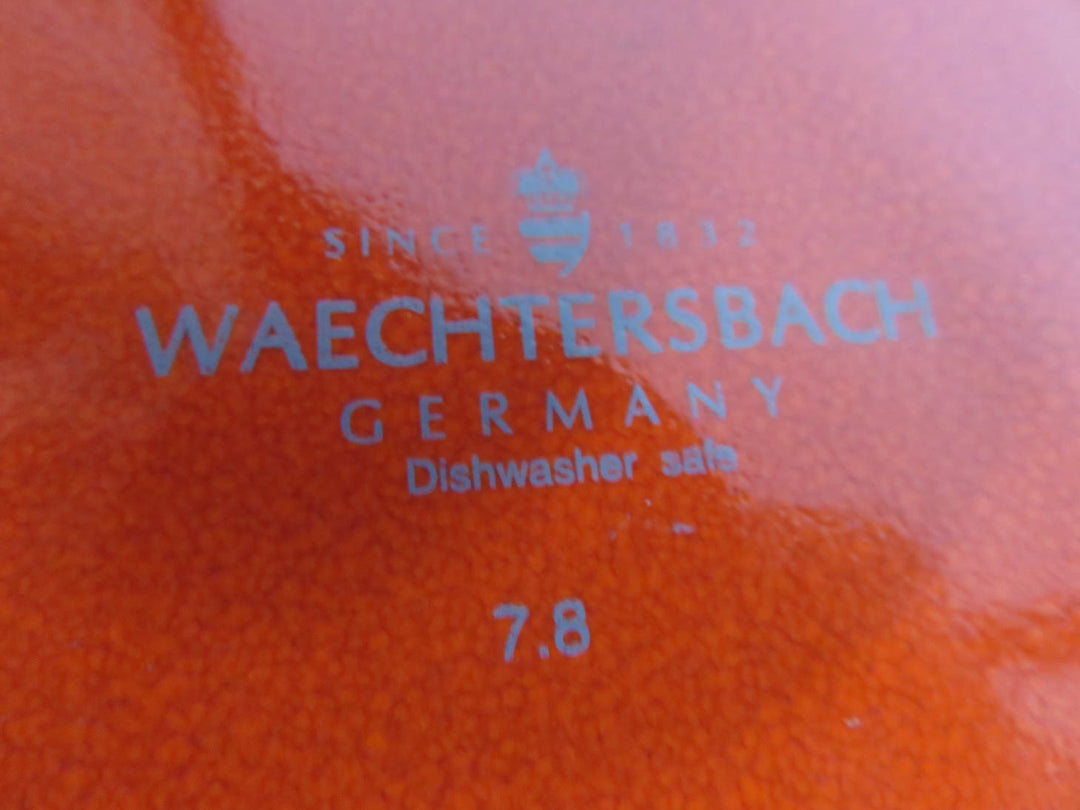 SINCE 1832
WAECHTERSBACH
GERMANY
Dishwasher safe
7.8